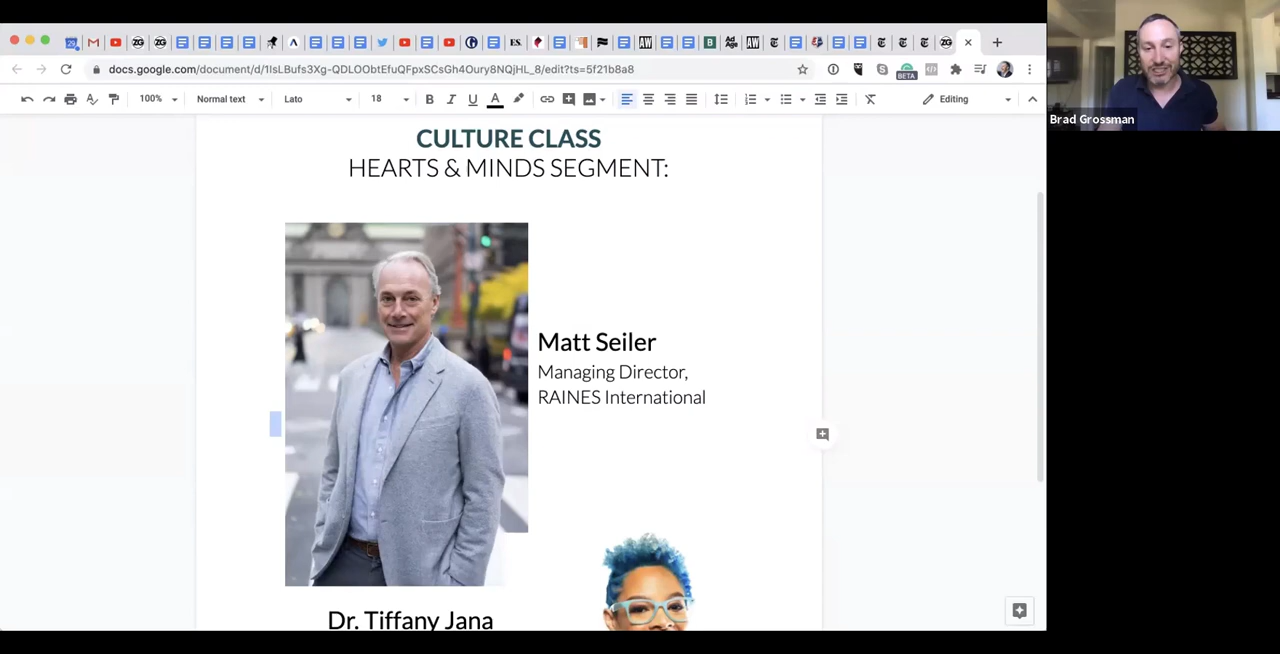 docs.google.com/document/d/1lsLBufs3Xg-QDLOObtEfuQFpxSCsGh4Oury8NQjHL_8/edit?ts=5f21b8a8
BETA
100%
Normal text
Lato
18
B
I
U
A
Editing
Brad Grossman
CULTURE CLASS
HEARTS & MINDS SEGMENT:
Matt Seiler
Managing Director,
RAINES International
Dr. Tiffany Jana